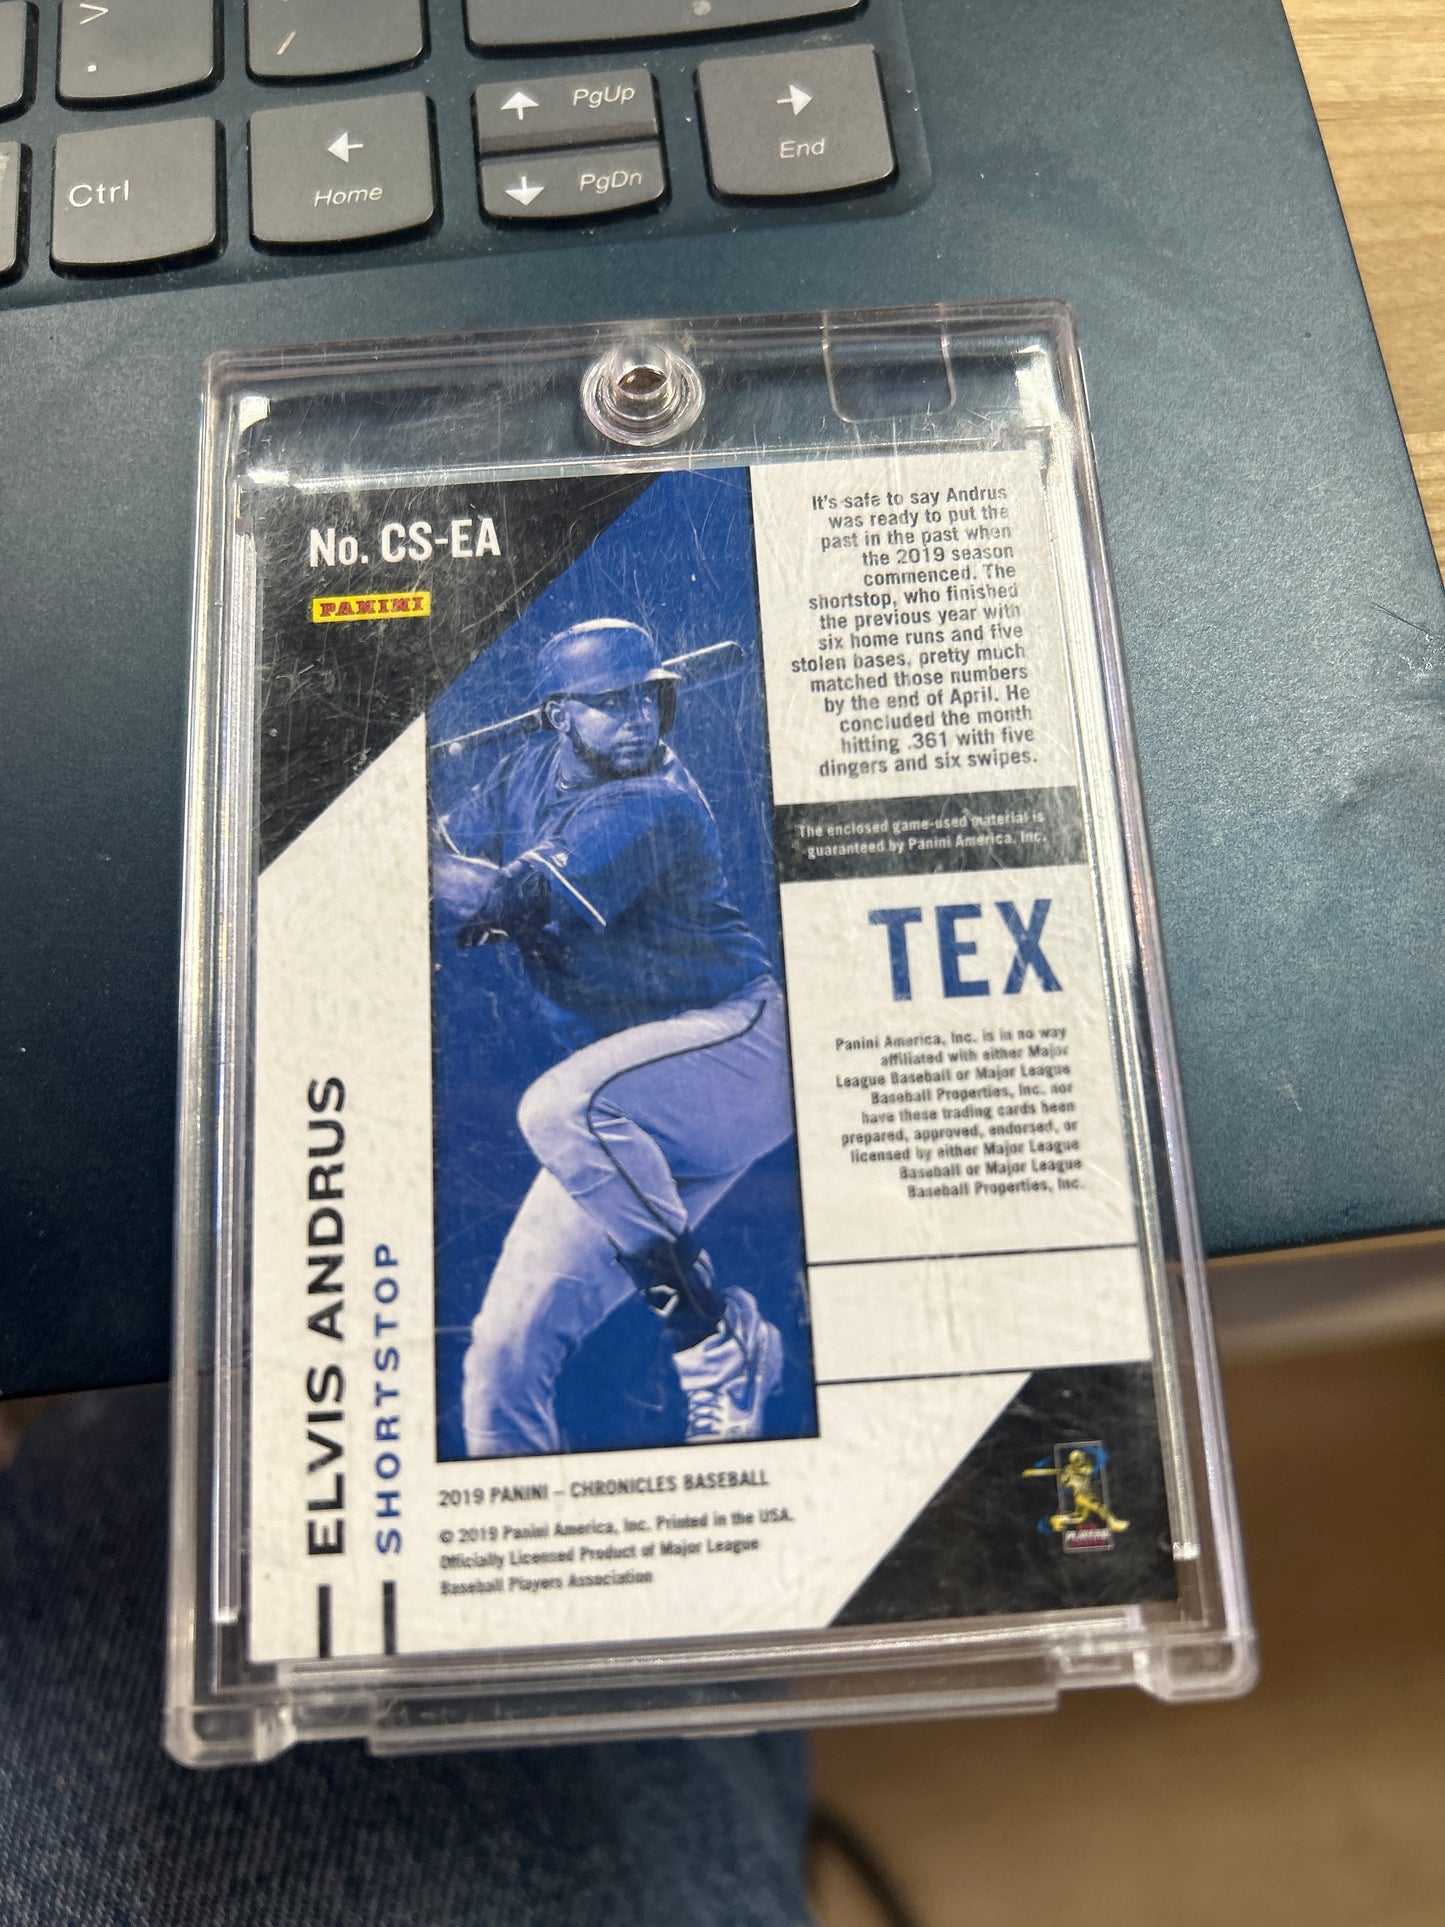 >
.
/
PgUp
Ctrl
Home
PgDn
End
No. CS-EA
PANINI
It's safe to say Andrus
was ready to put the
past in the past when
the 2019 season
commenced. The
shortstop, who finished
the previous year with
six home runs and five
stolen bases, pretty much
matched those numbers
by the end of April. He
concluded the month
hitting .361 with five
dingers and six swipes.
The enclosed game-used material is
guaranteed by Panini America, Inc.
TEX
Panini America, Inc. is in no way
affiliated with either Major
League Baseball or Major League
Baseball Properties, Inc. nor
have these trading cards been
prepared, approved, endorsed, or
licensed by either Major League
Baseball or Major League
Baseball Properties, Inc.
ELVIS ANDRUS
SHORTSTOP
2019 PANINI – CHRONICLES BASEBALL
© 2019 Panini America, Inc. Printed in the USA.
Officially Licensed Product of Major League
Baseball Players Association